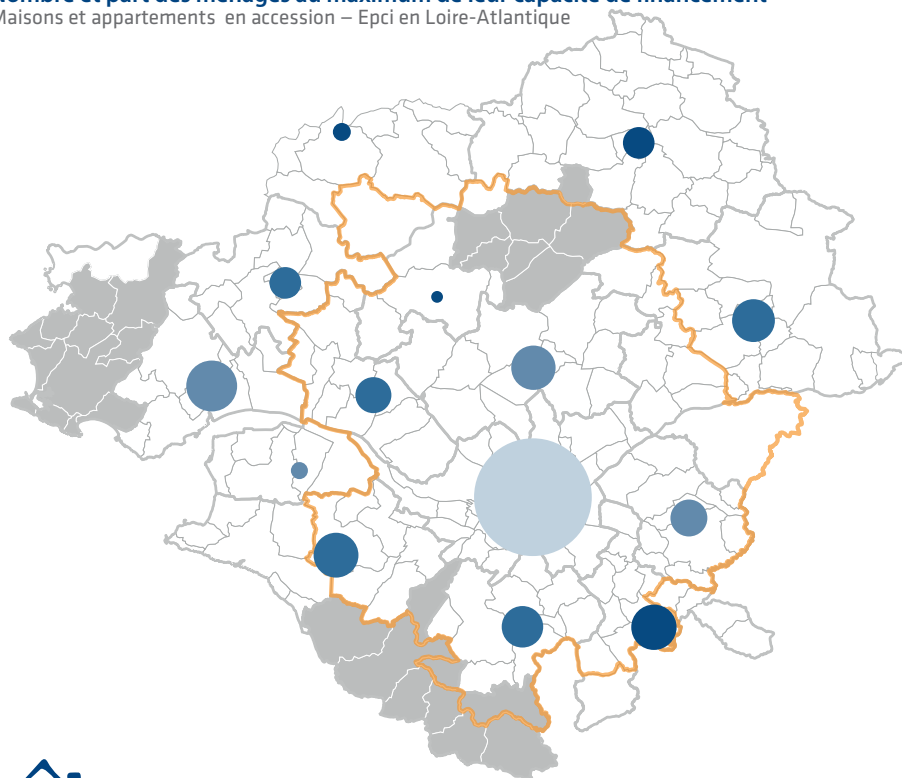 Nombre et part des ménages au maximum de leur capacité de financement
Maisons et appartements en accession – Epci en Loire-Atlantique